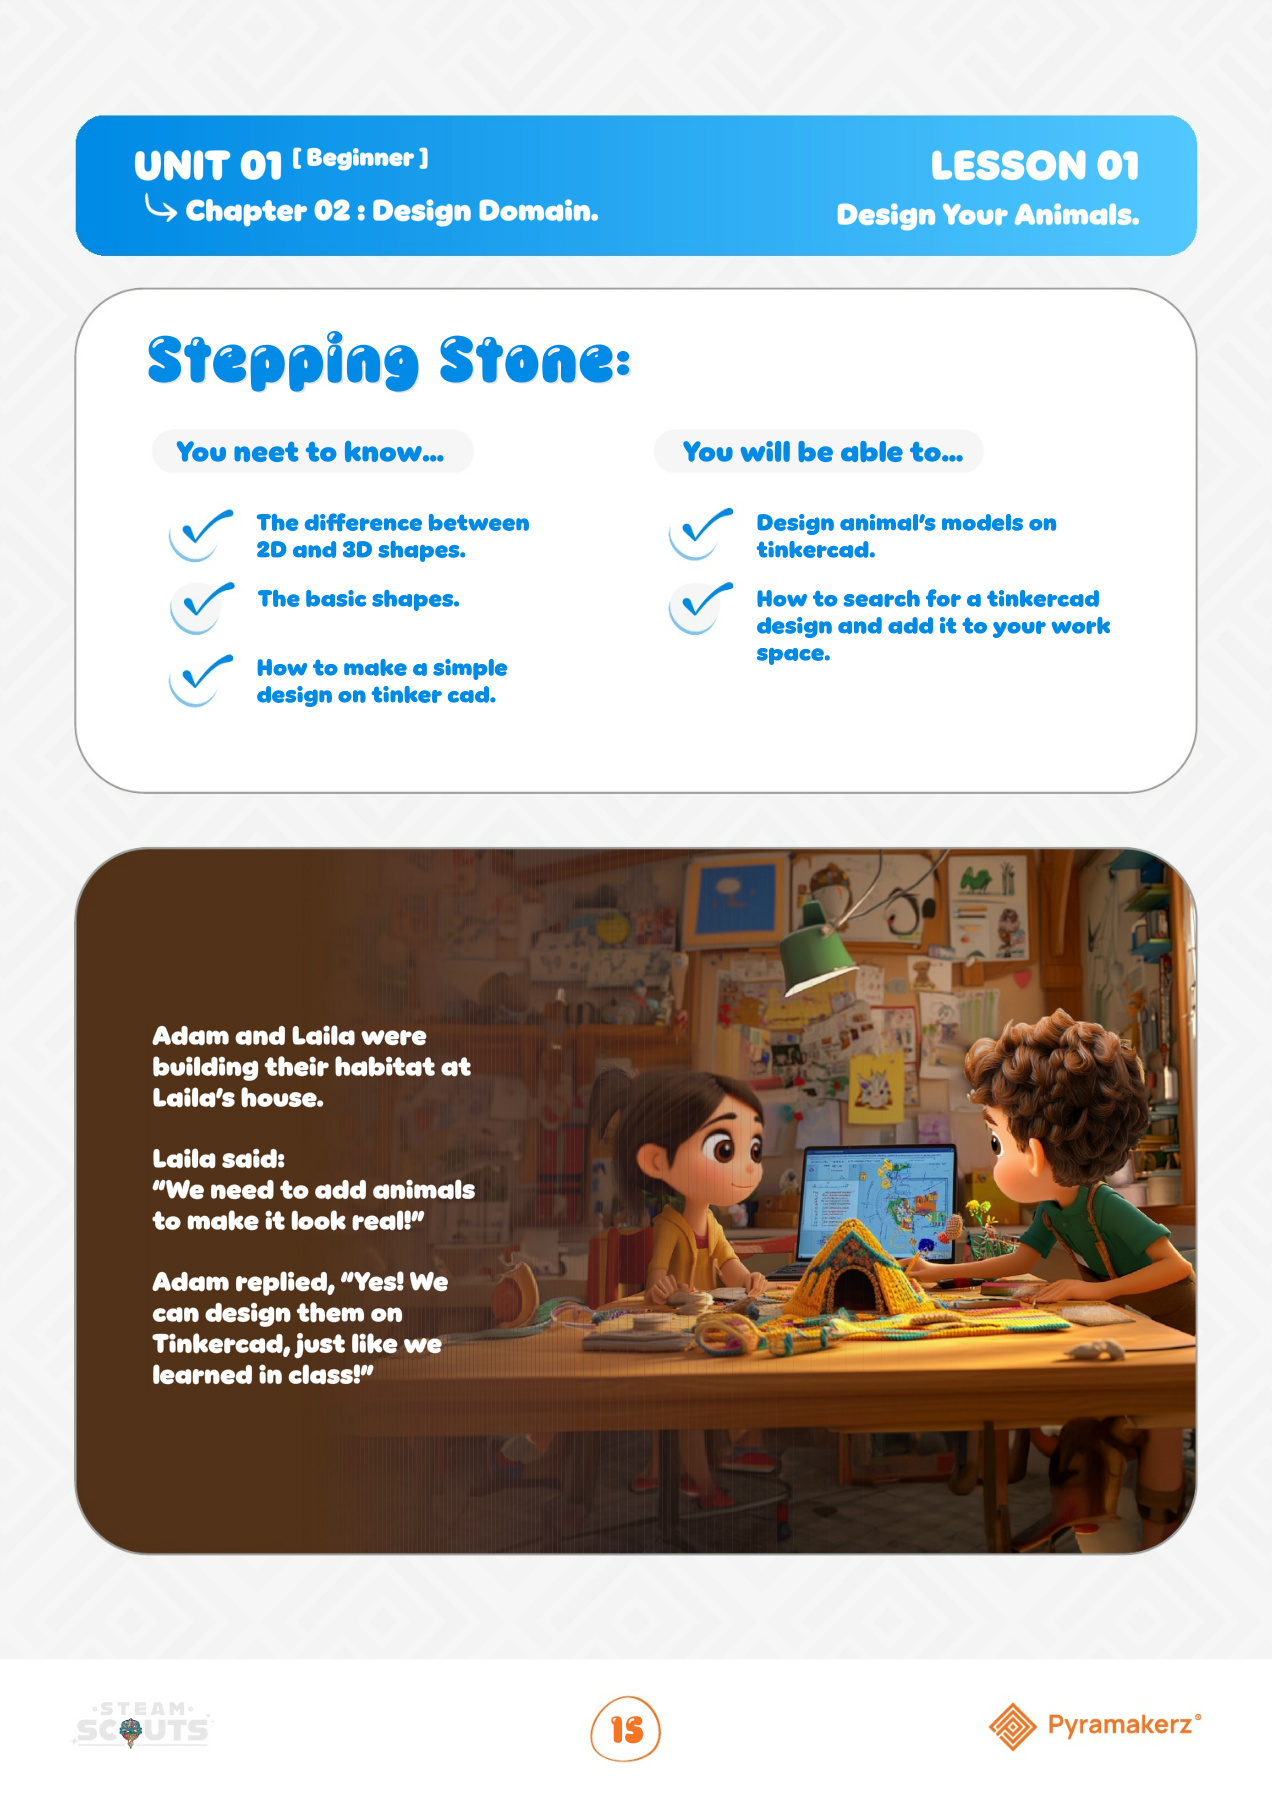 UNIT 01 [ Beginner ]
Chapter 02 : Design Domain.
LESSON 01
Design Your Animals.
Stepping Stone:
You neet to know...
The difference between
2D and 3D shapes.
The basic shapes.
How to make a simple
design on tinker cad.
You will be able to...
Design animal's models on
tinkercad.
How to search for a tinkercad
design and add it to your work
space.
Adam and Laila were
building their habitat at
Laila's house.
Laila said:
"We need to add animals
to make it look real!"
Adam replied, "Yes! We
can design them on
Tinkercad, just like we
learned in class!"
STEAM
SCOUTS
15
Pyramakerz®